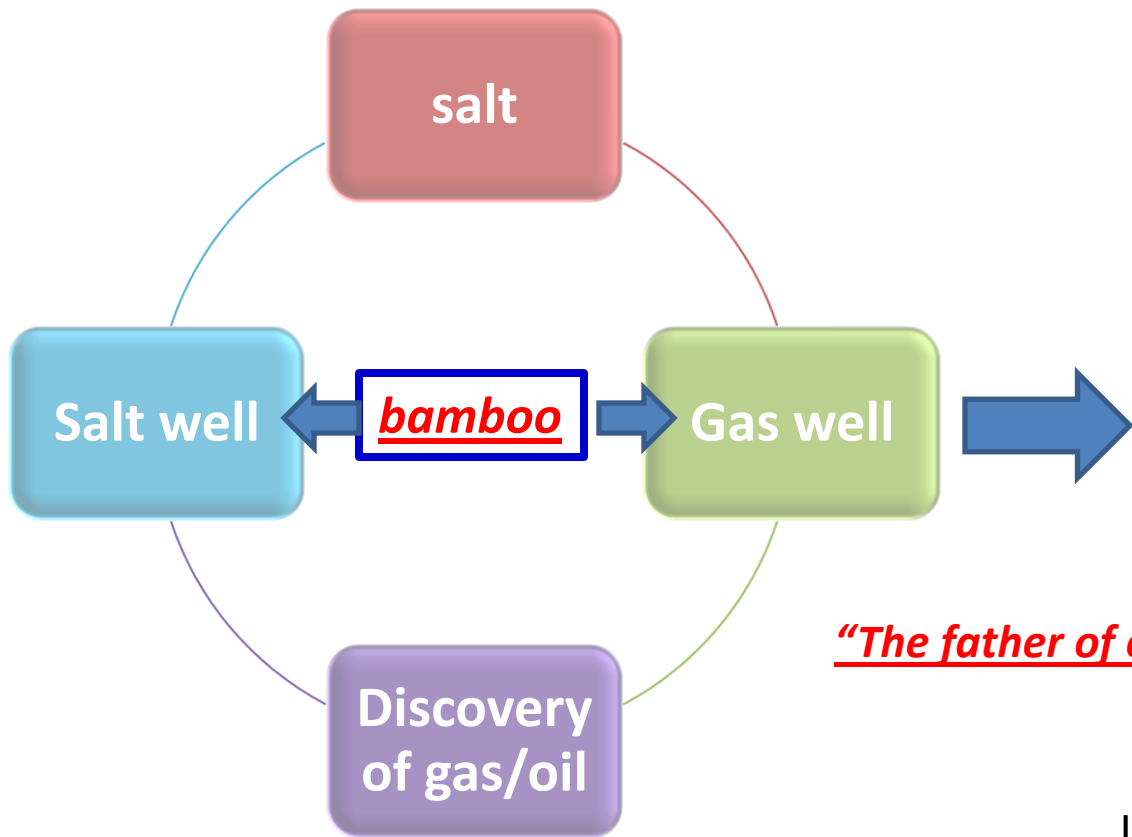 salt
Salt well
bamboo
Gas well
“The father of
Discovery
of gas/oil